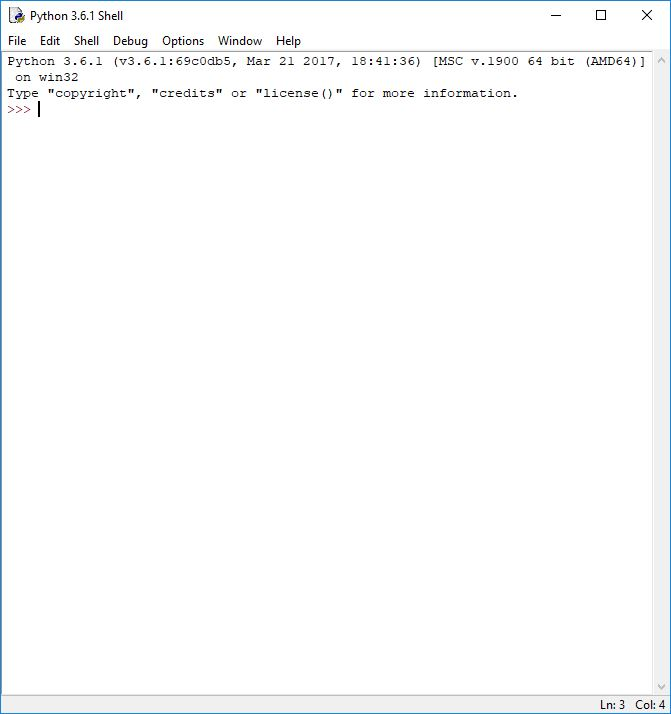 Python 3.6.1 Shell
File Edit Shell Debug Options Window Help
Python 3.6.1 (v3.6.1:69c0db5, Mar 21 2017, 18:41:36) [MSC v.1900 64 bit (AMD64)]
 on win32
Type "copyright", "credits" or "license()" for more information.
>>>
Ln: 3 Col: 4